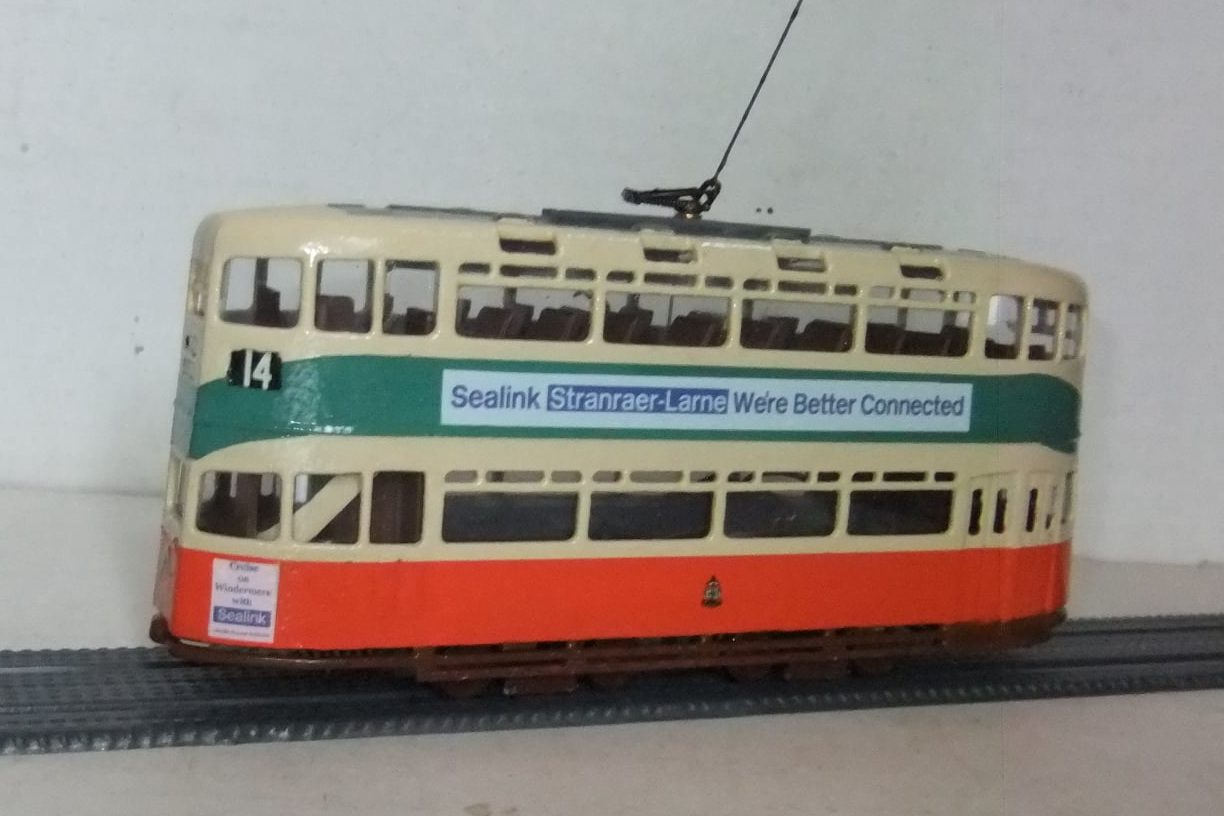 14
Sealink Stranraer-Larne We're Better Connected
Cruise
on
Windermere
with
Sealink